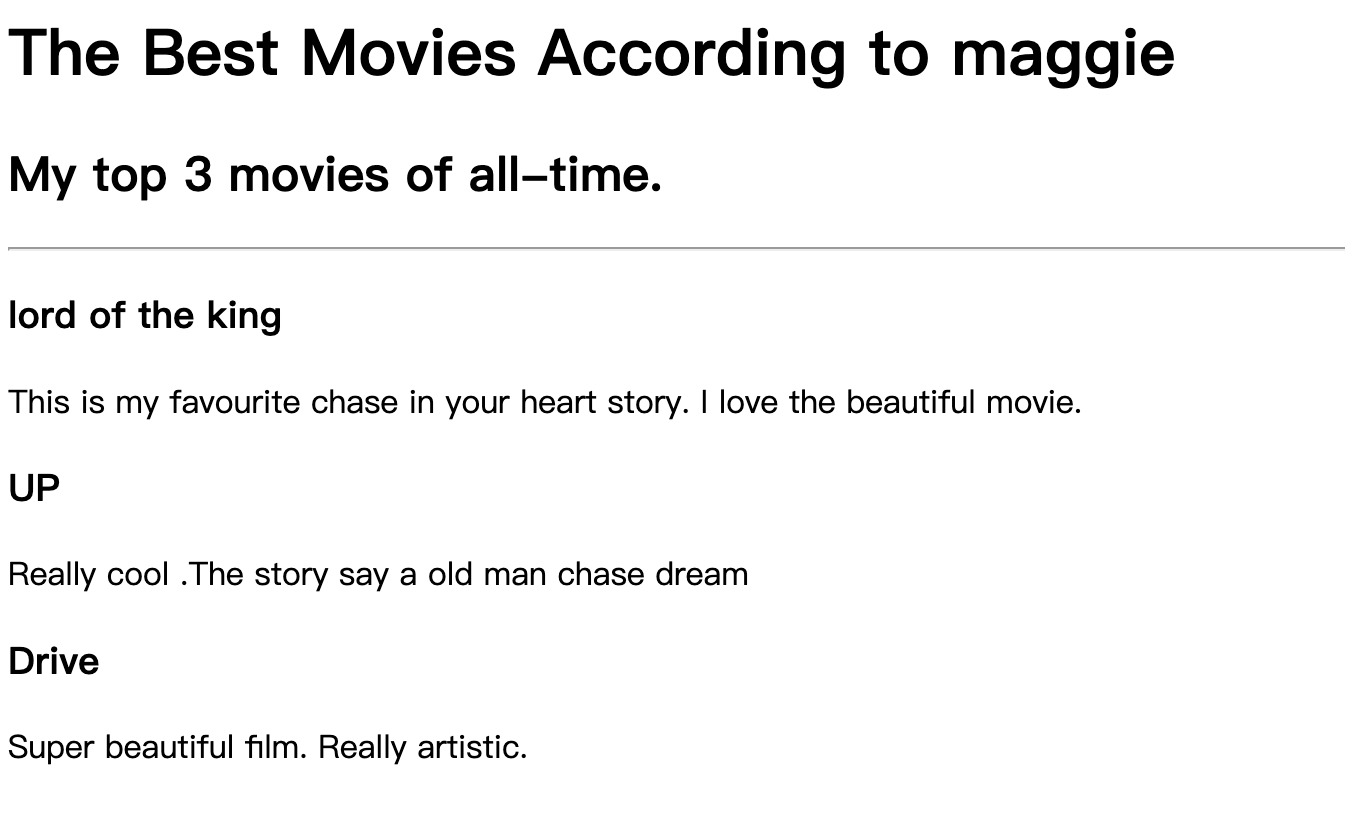 The Best Movies According to maggie
My top 3 movies of all-time.
lord of the king
This is my favourite chase in your heart story. I love the beautiful movie.
UP
Really cool .The story say a old man chase dream
Drive
Super beautiful film. Really artistic.